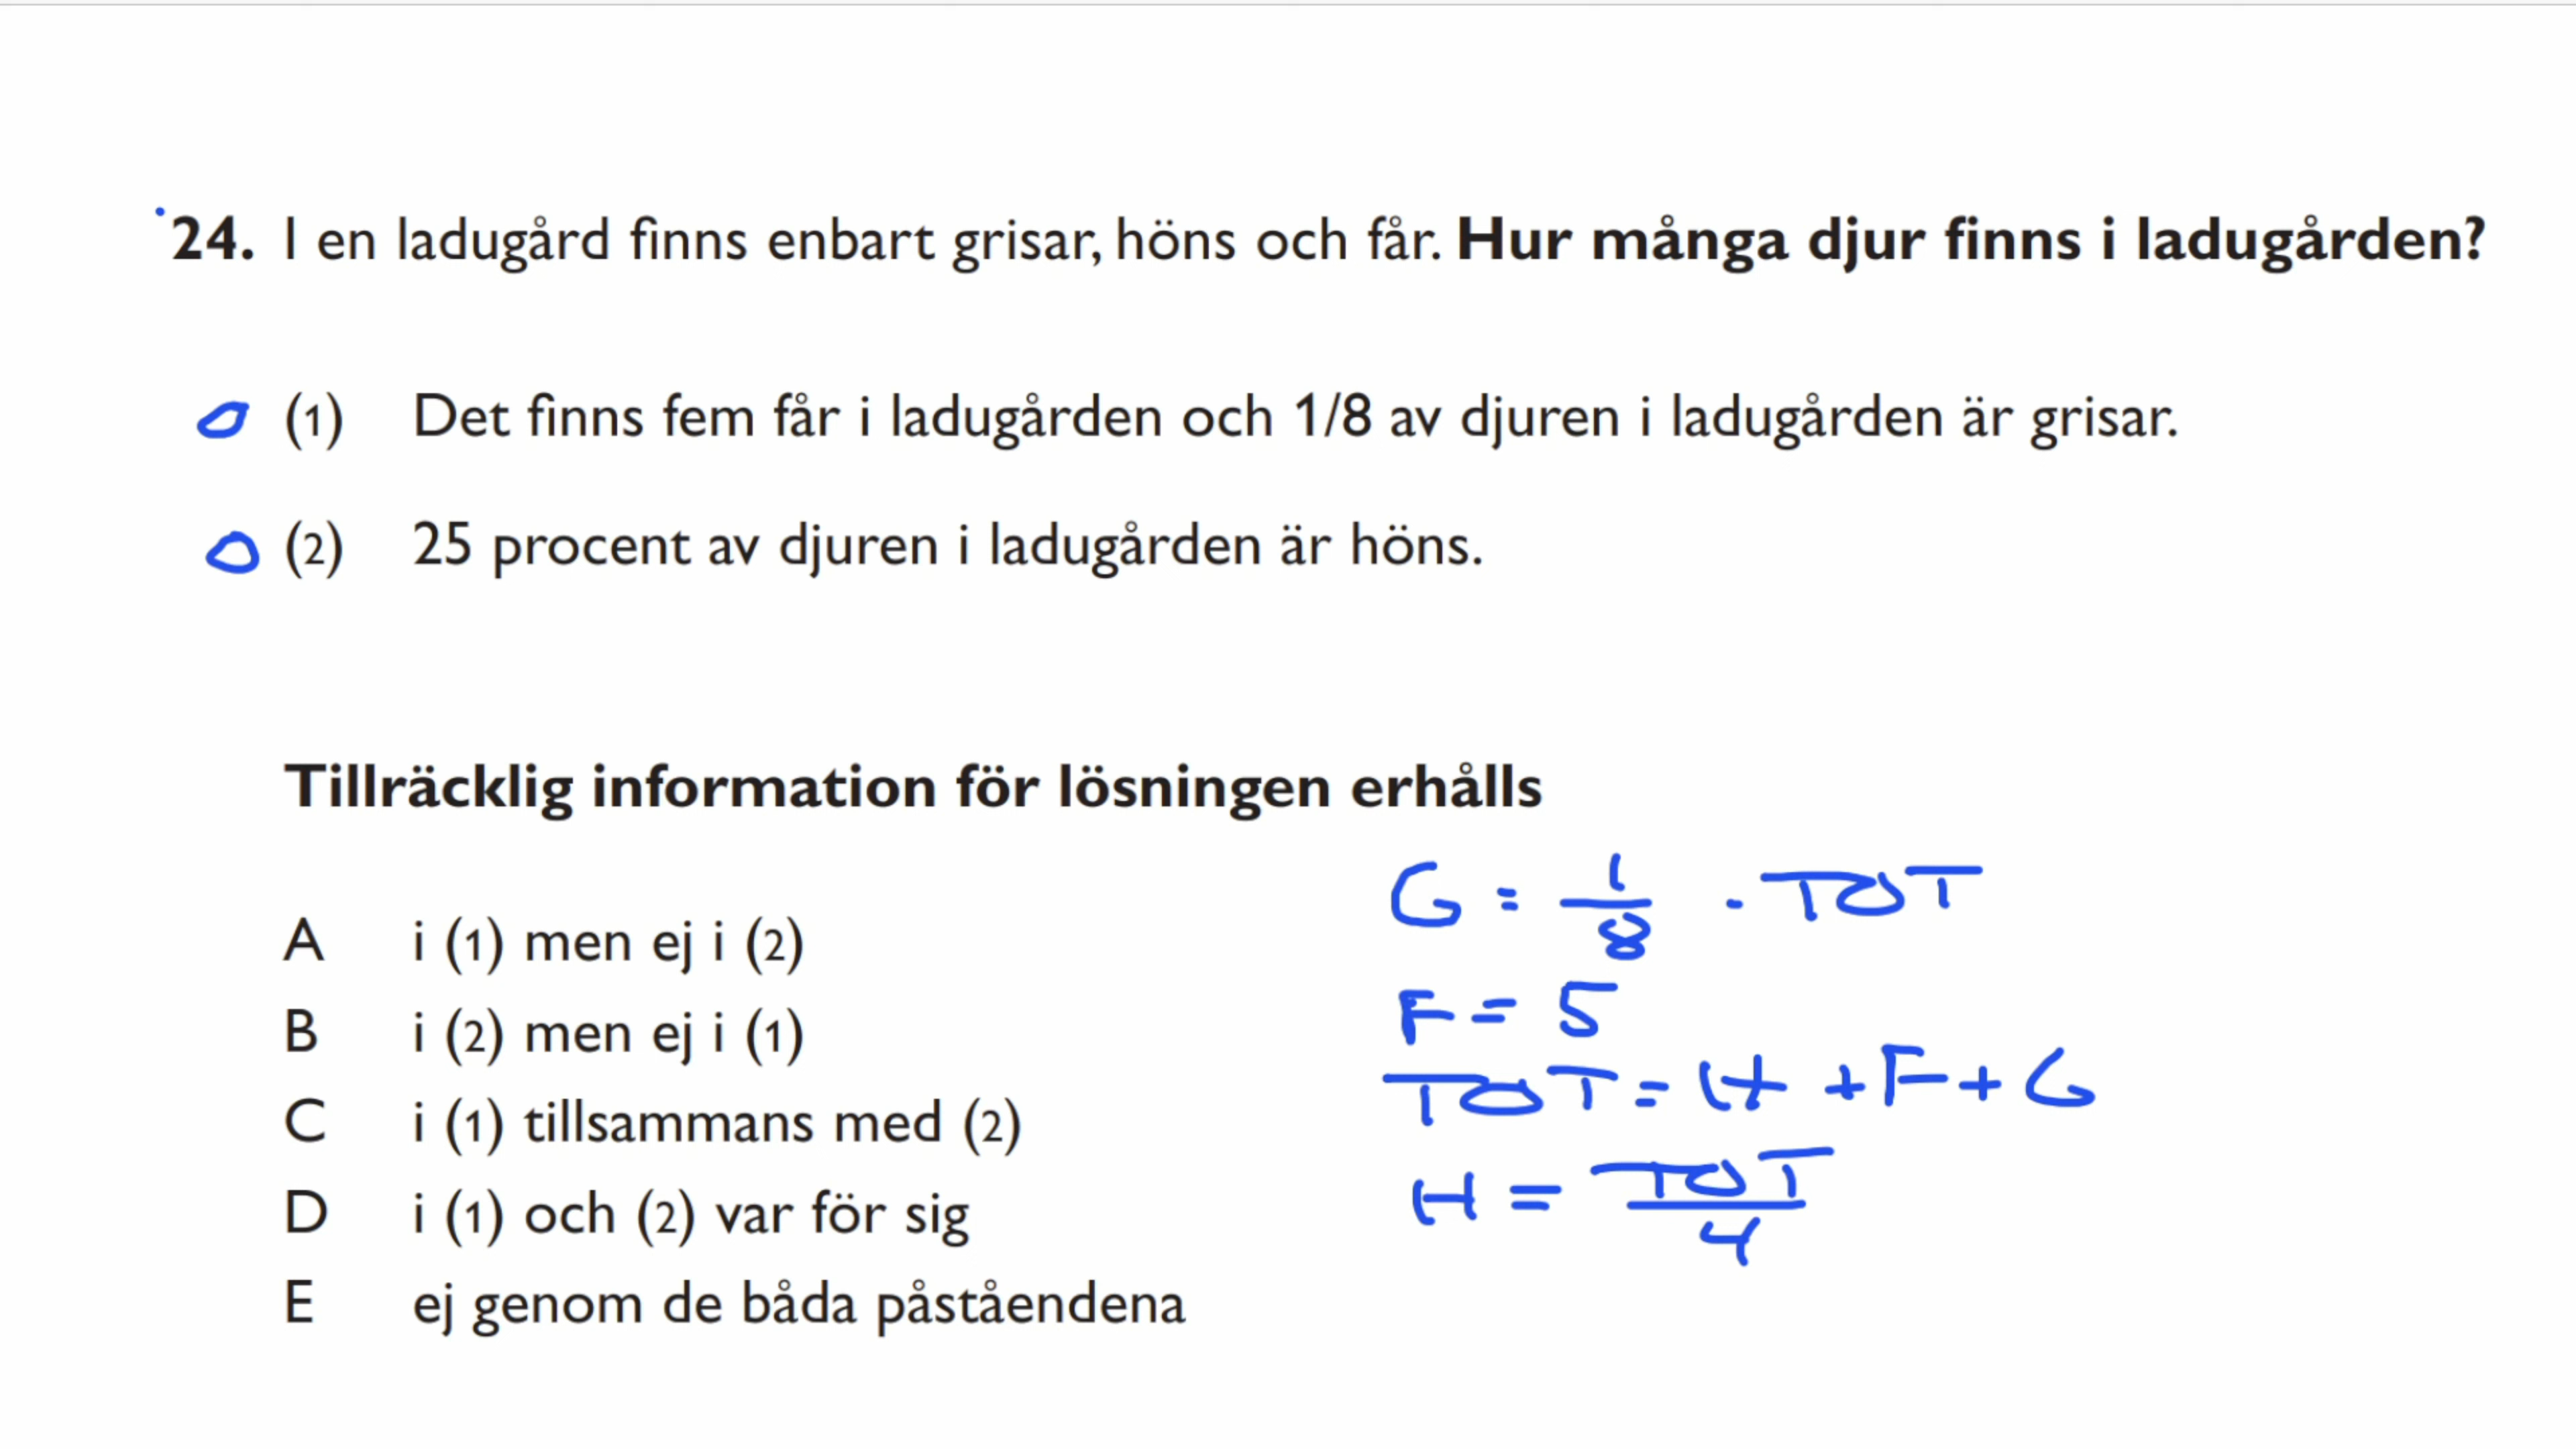 24. I en ladugård finns enbart grisar, höns och får. Hur många djur finns i ladugården?
(1) Det finns fem får i ladugården och 1/8 av djuren i ladugården är grisar.
(2) 25 procent av djuren i ladugården är höns.
Tillräcklig information för lösningen erhålls
A i (1) men ej i (2)
B i (2) men ej i (1)
C i (1) tillsammans med (2)
D i (1) och (2) var för sig
E ej genom de båda påståendena
G = 1/8 · TOT
F = 5
TOT = H + F + G
H = TOT/4